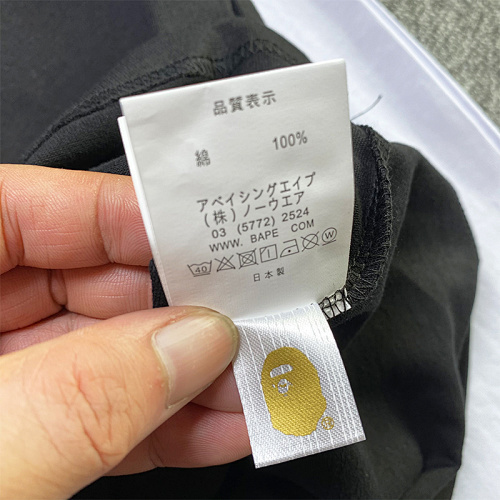 品質表示
綿 100%
アベイシングエイプ
(株)ノーウエア
03 (5772) 2524
WWW. BAPE. COM
40 W
日本製